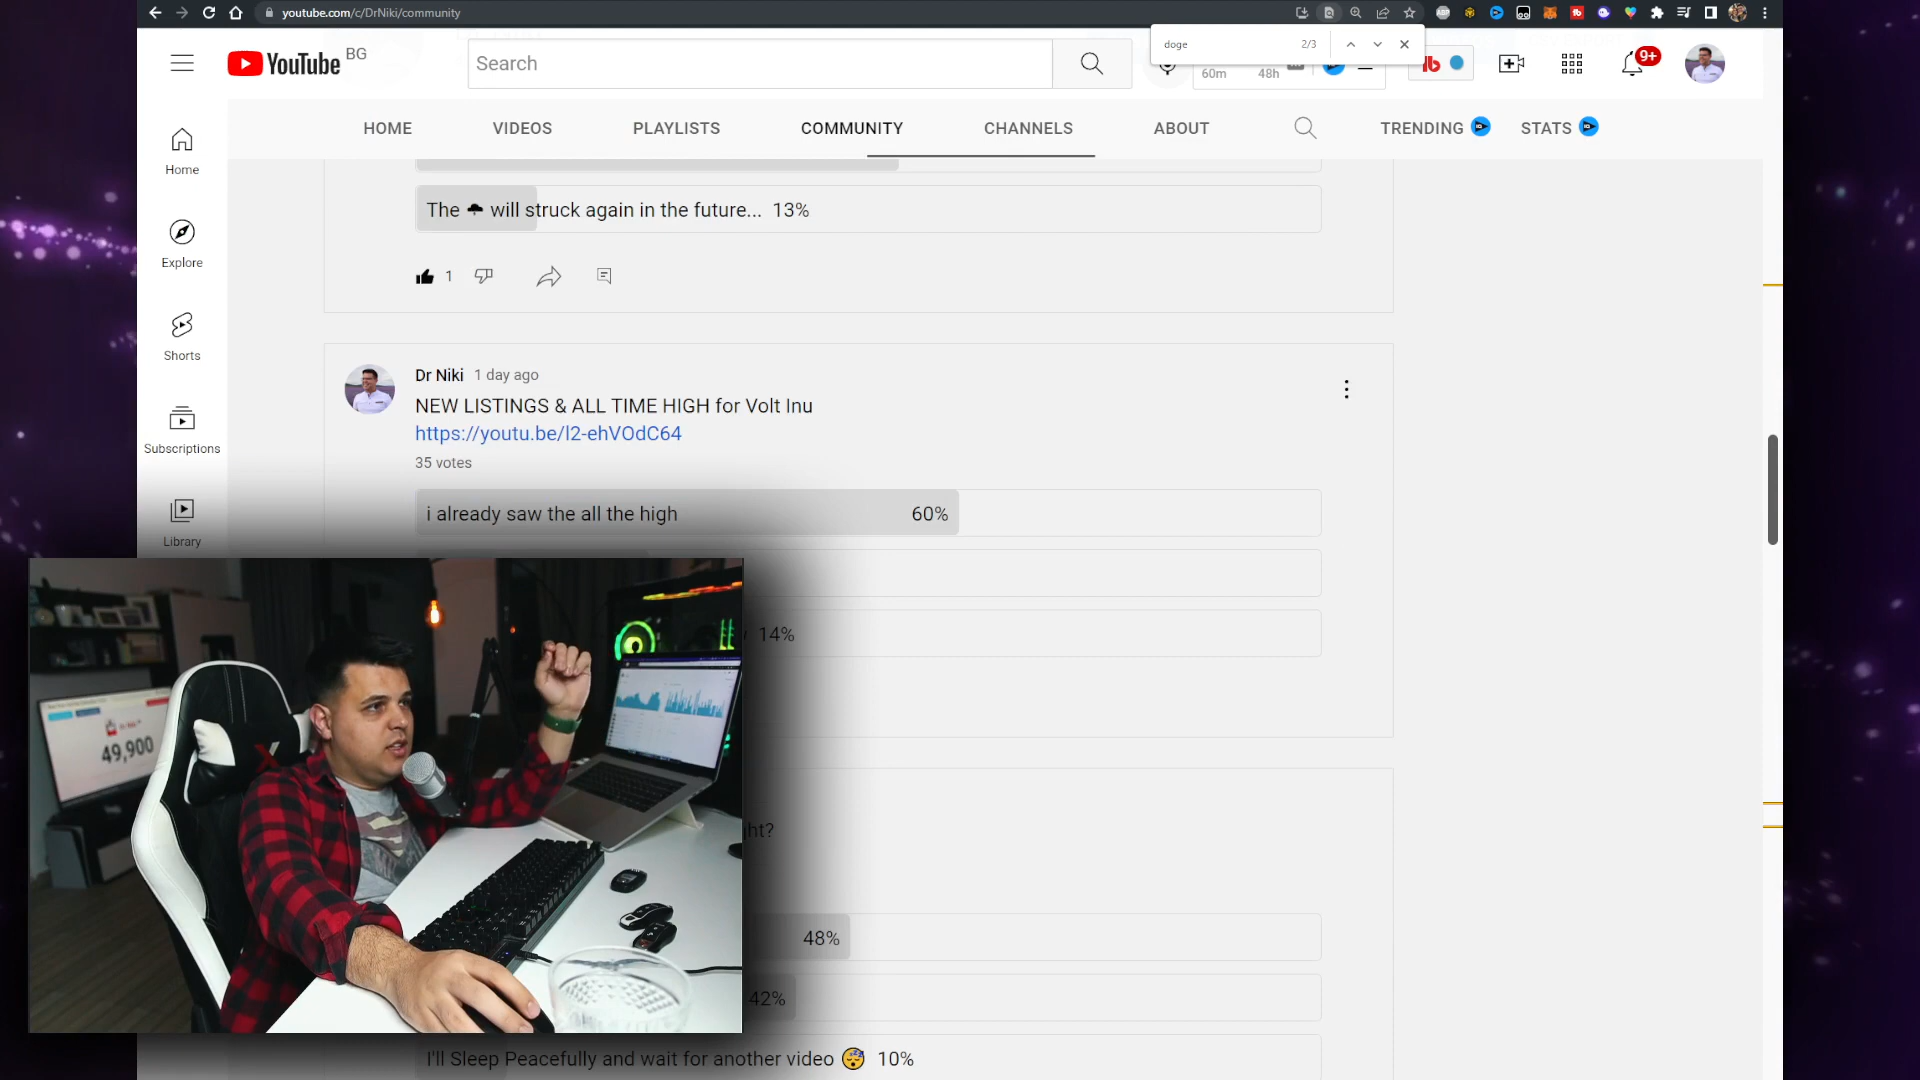 youtube.com/c/DrNiki/community
doge 2/3
YouTube BG
Search
60m 48h
9+
HOME VIDEOS PLAYLISTS COMMUNITY CHANNELS ABOUT TRENDING STATS
Home
Explore
Shorts
Subscriptions
Library
The 🌩 will struck again in the future... 13%
1
Dr Niki 1 day ago
NEW LISTINGS & ALL TIME HIGH for Volt Inu
https://youtu.be/l2-ehVOdC64
35 votes
i already saw the all the high 60%
14%
49,900
ht?
48%
42%
I'll Sleep Peacefully and wait for another video 😴 10%